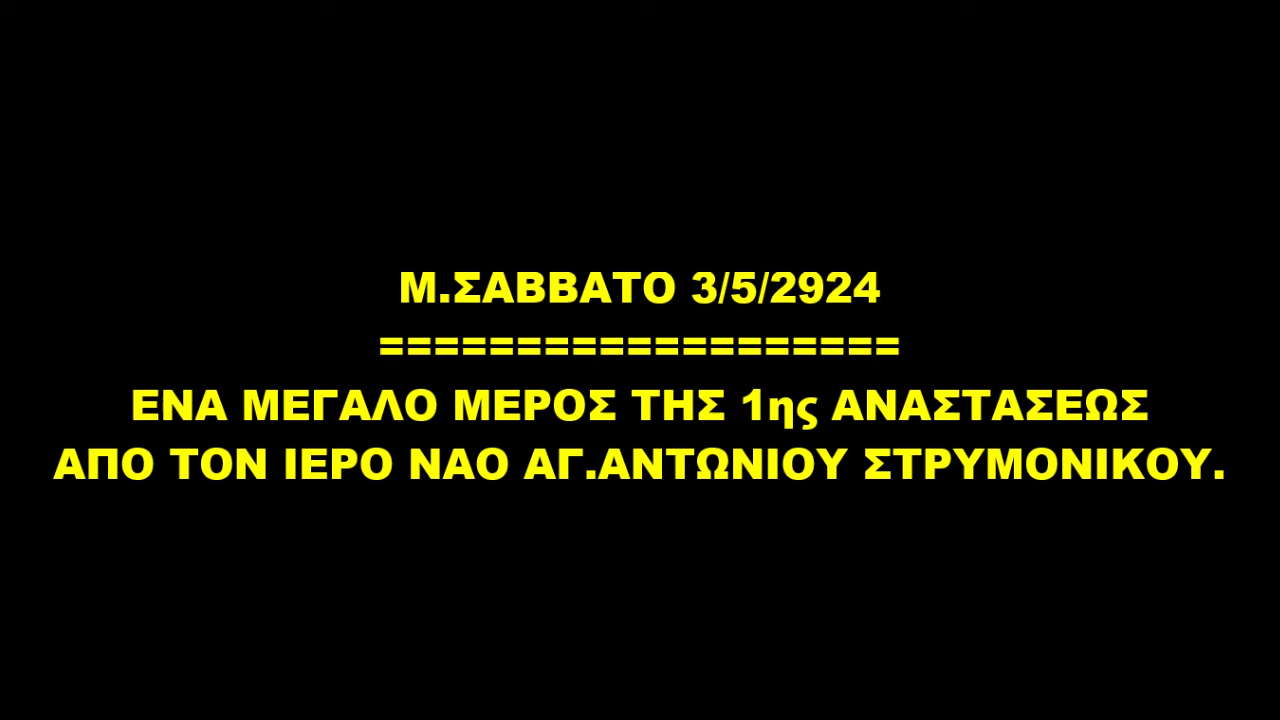 Μ.ΣΑΒΒΑΤΟ 3/5/2924
===================
ΕΝΑ ΜΕΓΑΛΟ ΜΕΡΟΣ ΤΗΣ 1ης ΑΝΑΣΤΑΣΕΩΣ
ΑΠΟ ΤΟΝ ΙΕΡΟ ΝΑΟ ΑΓ.ΑΝΤΩΝΙΟΥ ΣΤΡΥΜΟΝΙΚΟΥ.